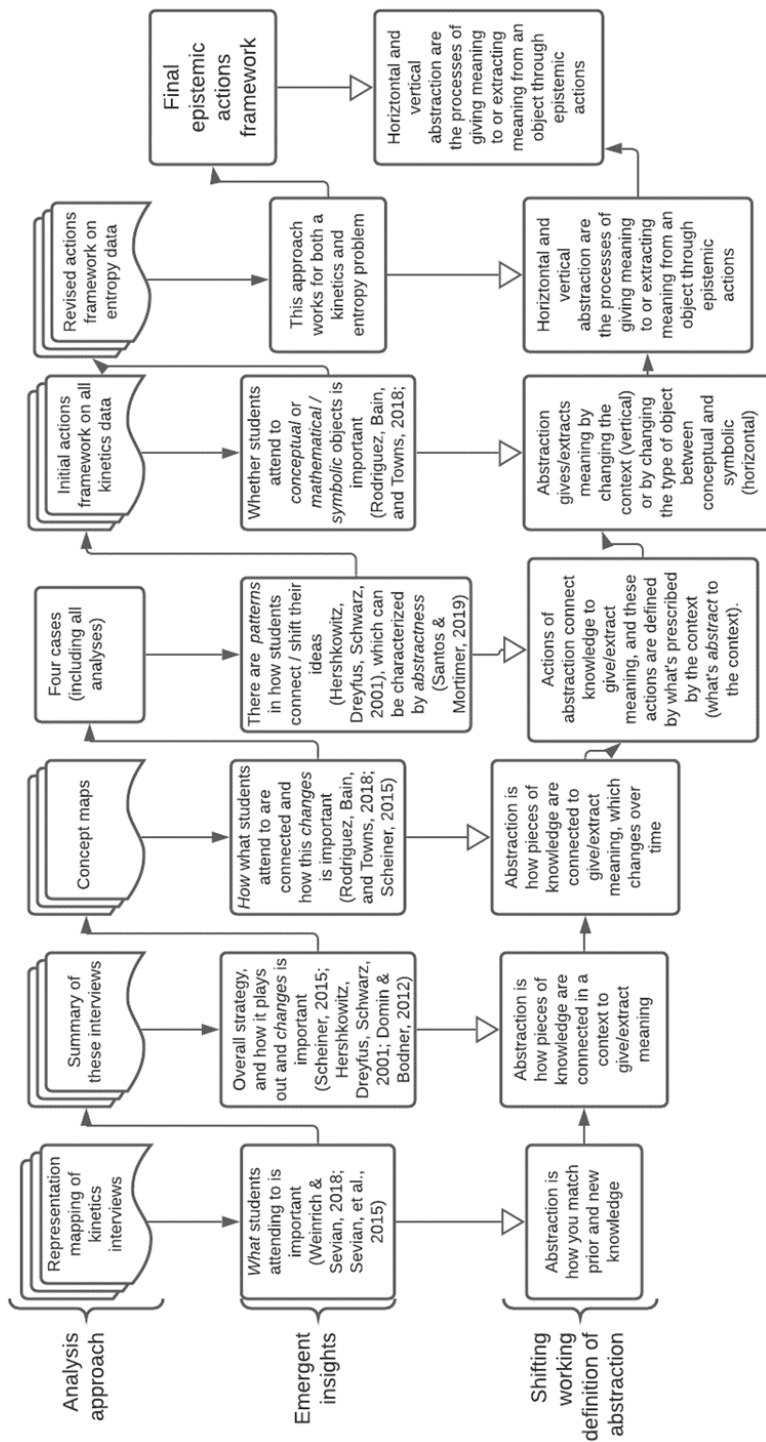 Analysis
approach
Representation
mapping of
kinetics
interviews
Summary of
these interviews
Concept maps
Four cases
(including all
analyses)
Initial actions
framework on all
kinetics data
Revised actions
framework on
entropy data
Final
epistemic
actions
framework
Emergent
insights
What students
attending to is
important
(Weinrich &
Sevian, 2018;
Sevian, et al.,
2015)
Overall strategy,
and how it plays
out and changes is
important
(Scheiner, 2015;
Hershkowitz,
Dreyfus, Schwarz,
2001; Domin &
Bodner, 2012)
How what students
attend to are
connected and
how this changes
is important
(Rodriguez, Bain,
and Towns, 2018;
Scheiner, 2015)
There are patterns
in how students
connect / shift their
ideas
(Hershkowitz,
Dreyfus, Schwarz,
2001), which can
be characterized
by abstractness
(Santos &
Mortimer, 2019)
Whether students
attend to
conceptual or
mathematical /
symbolic objects is
important
(Rodriguez, Bain,
and Towns, 2018;
This approach
works for both a
kinetics and
entropy problem
Shifting
working
definition of
abstraction
Abstraction is
how you match
prior and new
knowledge
Abstraction is
how pieces of
knowledge are
connected in a
context to
give/extract
meaning
Abstraction is
how pieces of
knowledge are
connected to
give/extract
meaning, which
changes over
time
Actions of
abstraction connect
knowledge to
give/extract
meaning, and these
actions are defined
by what's prescribed
by the context
(what's abstract to
the context).
Abstraction
gives/extracts
meaning by
changing the
context (vertical)
or by changing
the type of object
between
conceptual and
symbolic
(horizontal)
Horiztontal and
vertical
abstraction are
the processes of
giving meaning
to or extracting
meaning from an
object through
epistemic
actions
Horiztontal and
vertical
abstraction are
the processes of
giving meaning
to or extracting
meaning from an
object through
epistemic
actions